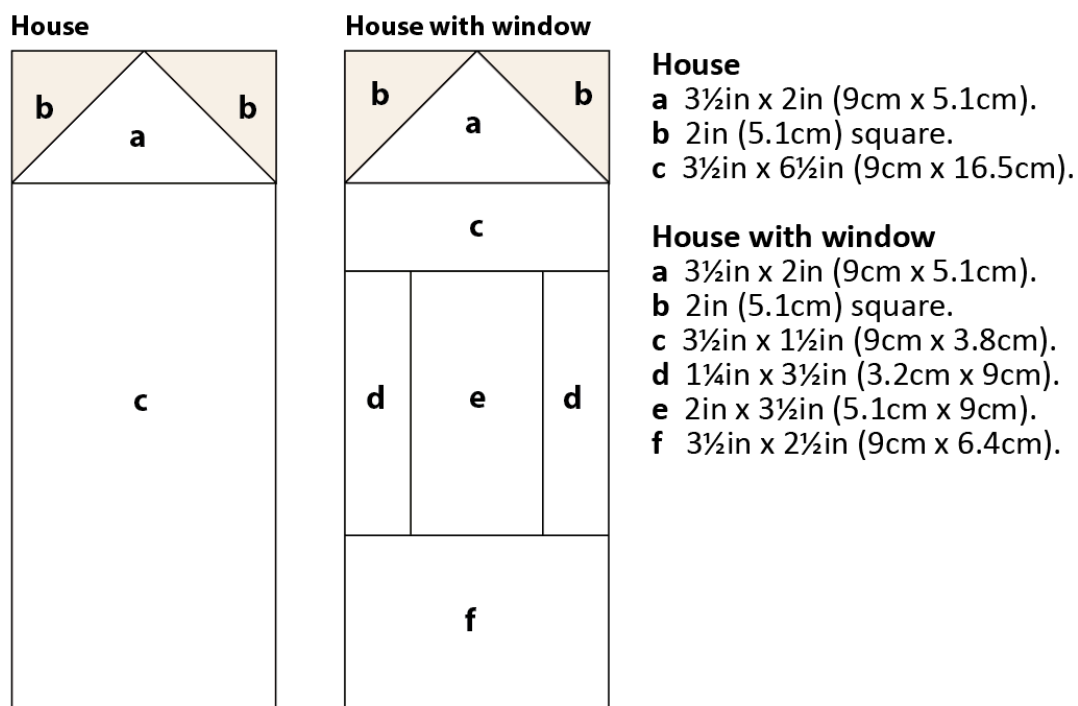 House
b
b
a
c
House with window
b
b
a
c
d
e
d
f
House
a 3½in x 2in (9cm x 5.1cm).
b 2in (5.1cm) square.
c 3½in x 6½in (9cm x 16.5cm).
House with window
a 3½in x 2in (9cm x 5.1cm).
b 2in (5.1cm) square.
c 3½in x 1½in (9cm x 3.8cm).
d 1¼in x 3½in (3.2cm x 9cm).
e 2in x 3½in (5.1cm x 9cm).
f 3½in x 2½in (9cm x 6.4cm).